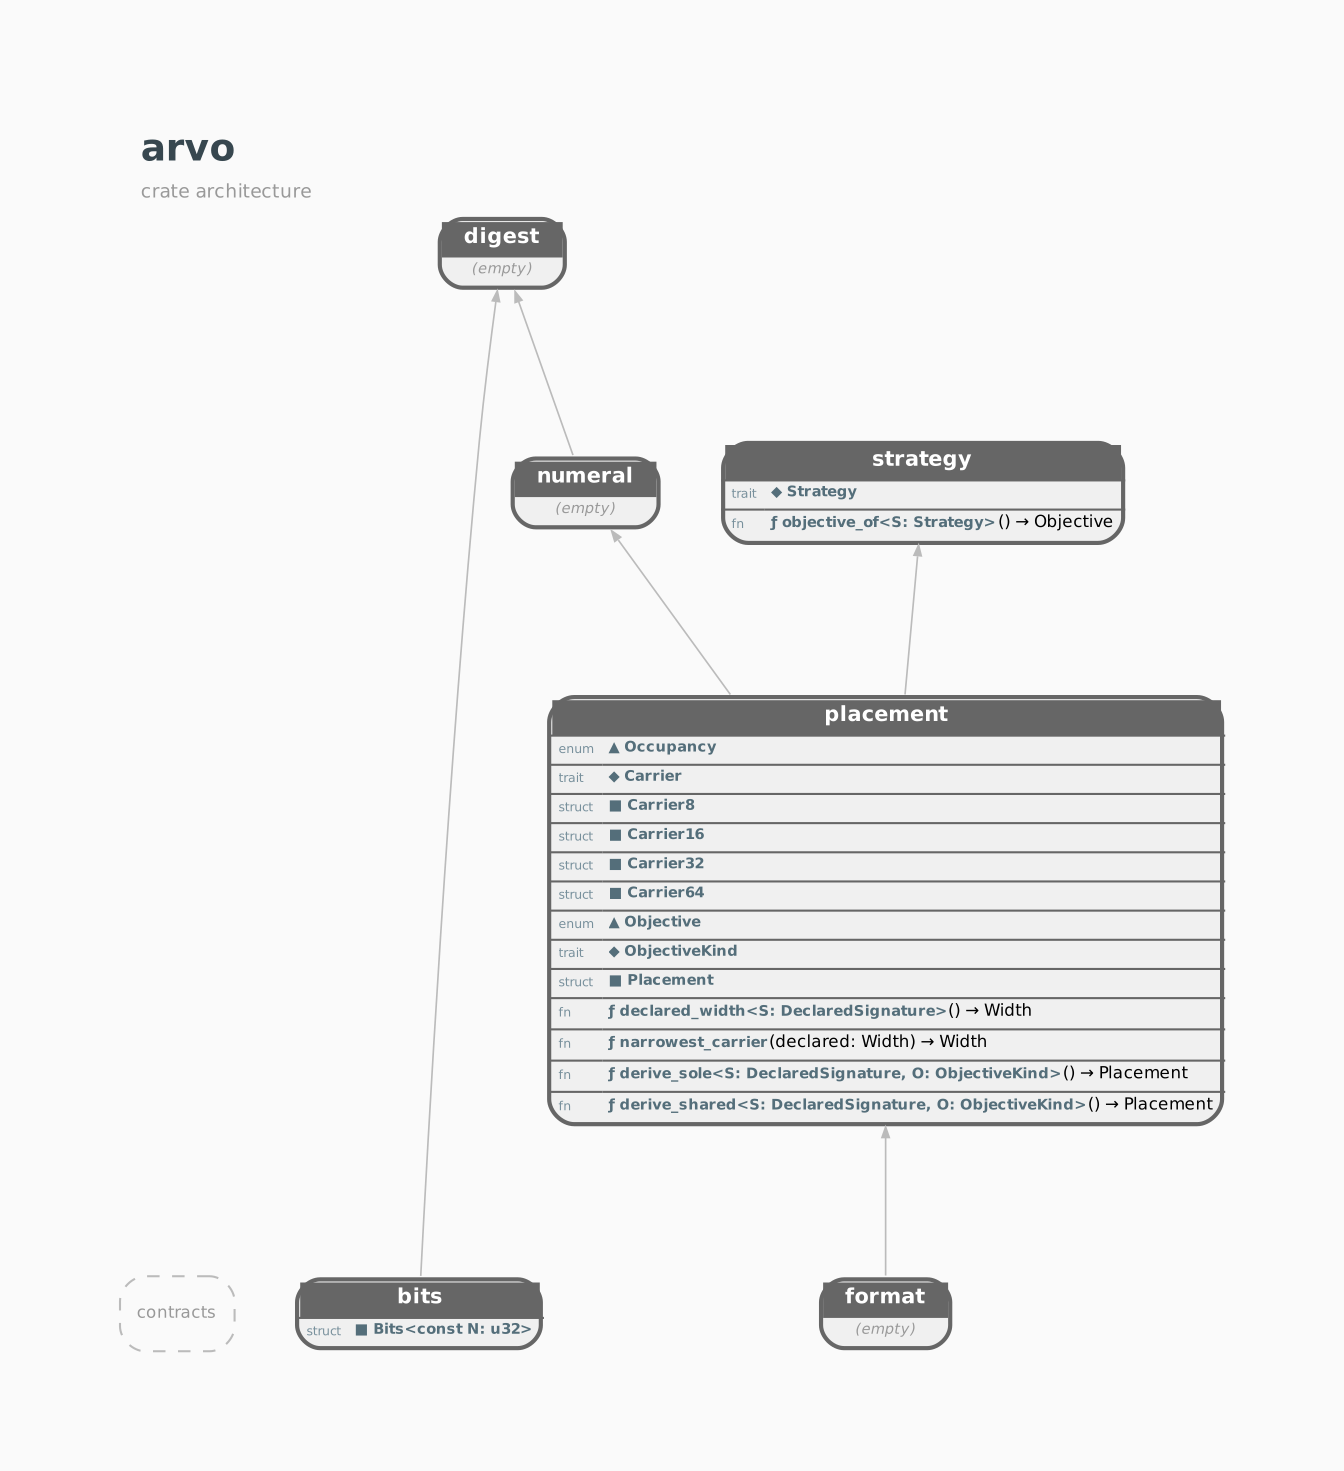 arvo
crate architecture
digest
(empty)
numeral
(empty)
strategy
trait ◆ Strategy
fn ƒ objective_of<S: Strategy>() → Objective
placement
enum ▲ Occupancy
trait ◆ Carrier
struct ■ Carrier8
struct ■ Carrier16
struct ■ Carrier32
struct ■ Carrier64
enum ▲ Objective
trait ◆ ObjectiveKind
struct ■ Placement
fn ƒ declared_width<S: DeclaredSignature>() → Width
fn ƒ narrowest_carrier(declared: Width) → Width
fn ƒ derive_sole<S: DeclaredSignature, O: ObjectiveKind>() → Placement
fn ƒ derive_shared<S: DeclaredSignature, O: ObjectiveKind>() → Placement
contracts
bits
struct ■ Bits<const N: u32>
format
(empty)